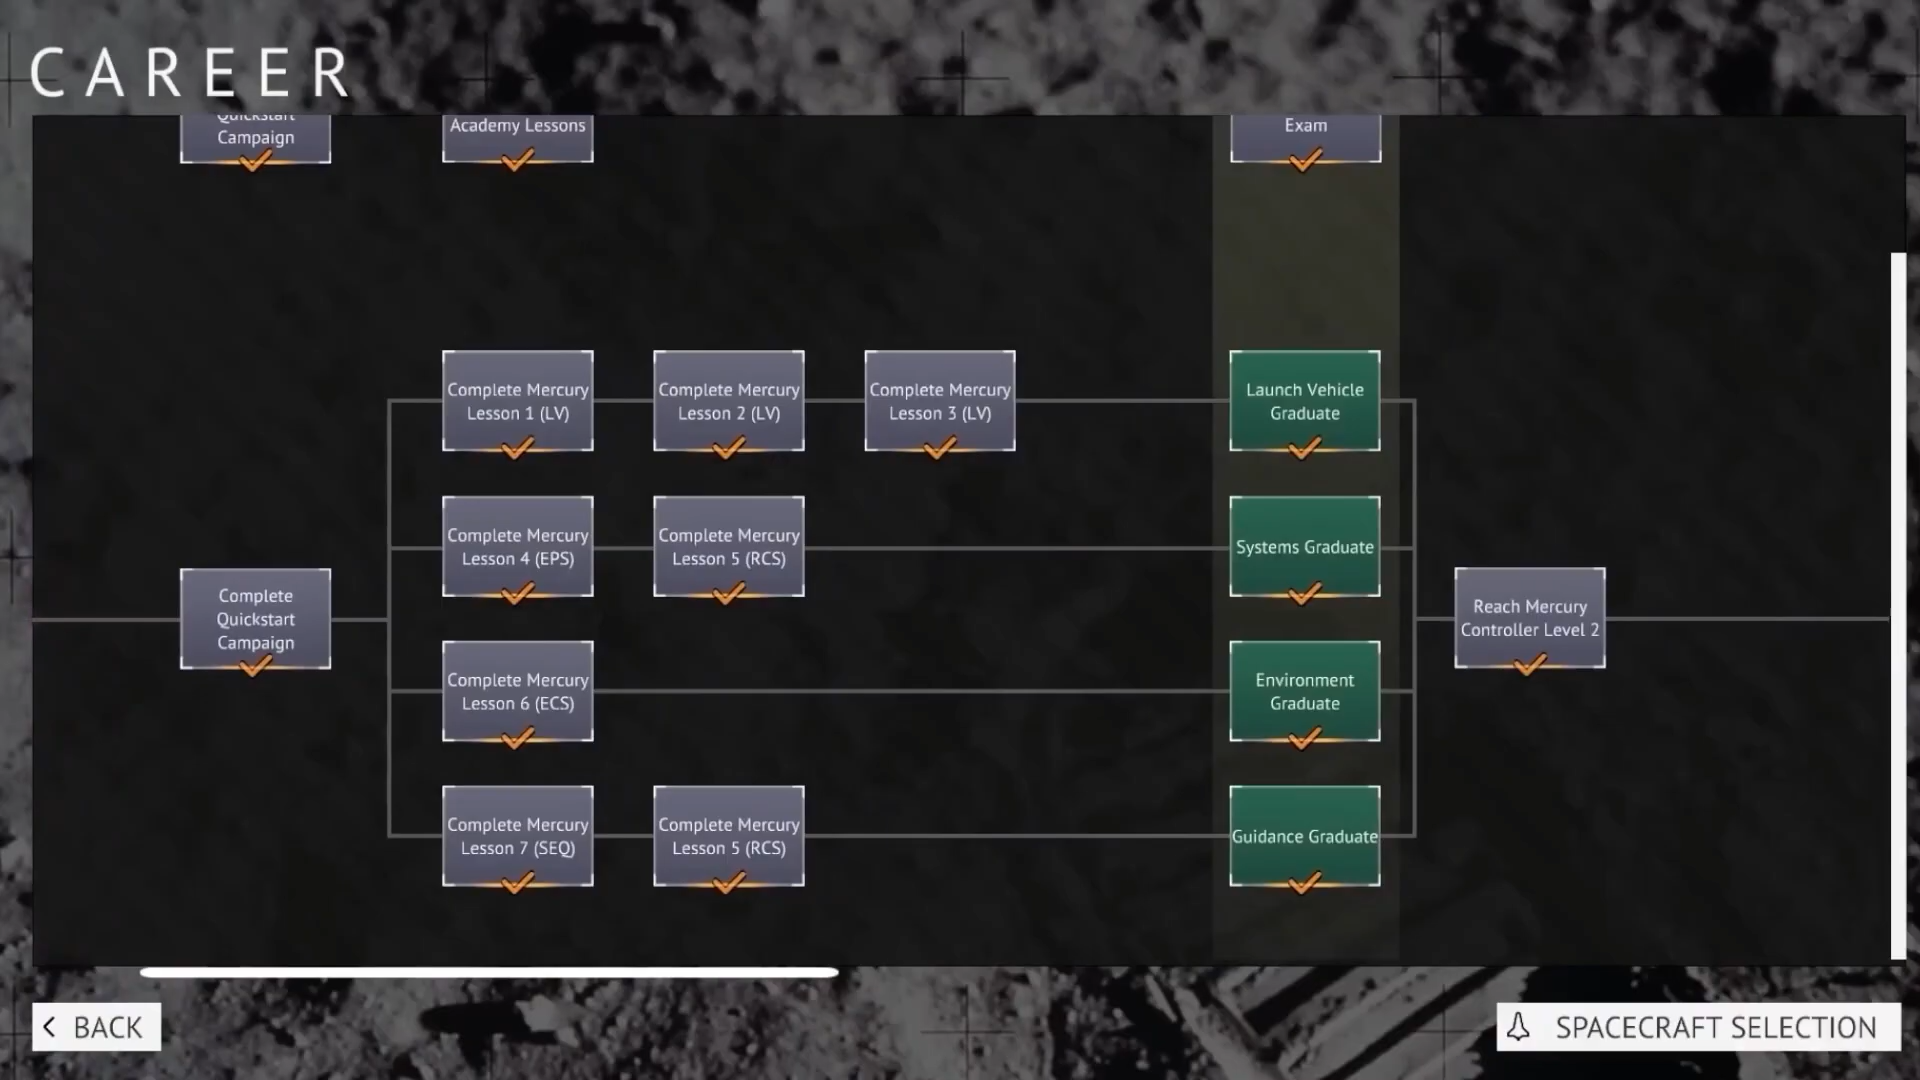 CAREER
Quickstart
Campaign
Academy Lessons
Exam
Complete Mercury
Lesson 1 (LV)
Complete Mercury
Lesson 2 (LV)
Complete Mercury
Lesson 3 (LV)
Launch Vehicle
Graduate
Complete Mercury
Lesson 4 (EPS)
Complete Mercury
Lesson 5 (RCS)
Systems Graduate
Complete
Quickstart
Campaign
Reach Mercury
Controller Level 2
Complete Mercury
Lesson 6 (ECS)
Environment
Graduate
Complete Mercury
Lesson 7 (SEQ)
Complete Mercury
Lesson 5 (RCS)
Guidance Graduate
BACK
SPACECRAFT SELECTION